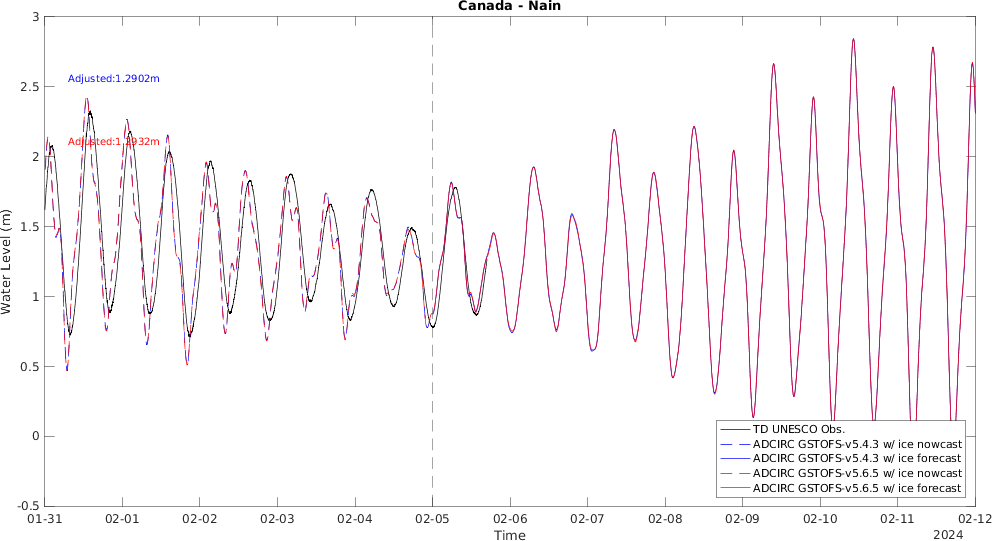 Canada - Nain
3
2.5
2
1.5
1
0.5
0
-0.5
Water Level (m)
Adjusted:1.2902m
Adjusted:1.2932m
TD UNESCO Obs.
ADCIRC GSTOFS-v5.4.3 w/ ice nowcast
ADCIRC GSTOFS-v5.4.3 w/ ice forecast
ADCIRC GSTOFS-v5.6.5 w/ ice nowcast
ADCIRC GSTOFS-v5.6.5 w/ ice forecast
01-31 02-01 02-02 02-03 02-04 02-05 02-06 02-07 02-08 02-09 02-10 02-11 02-12
Time
2024